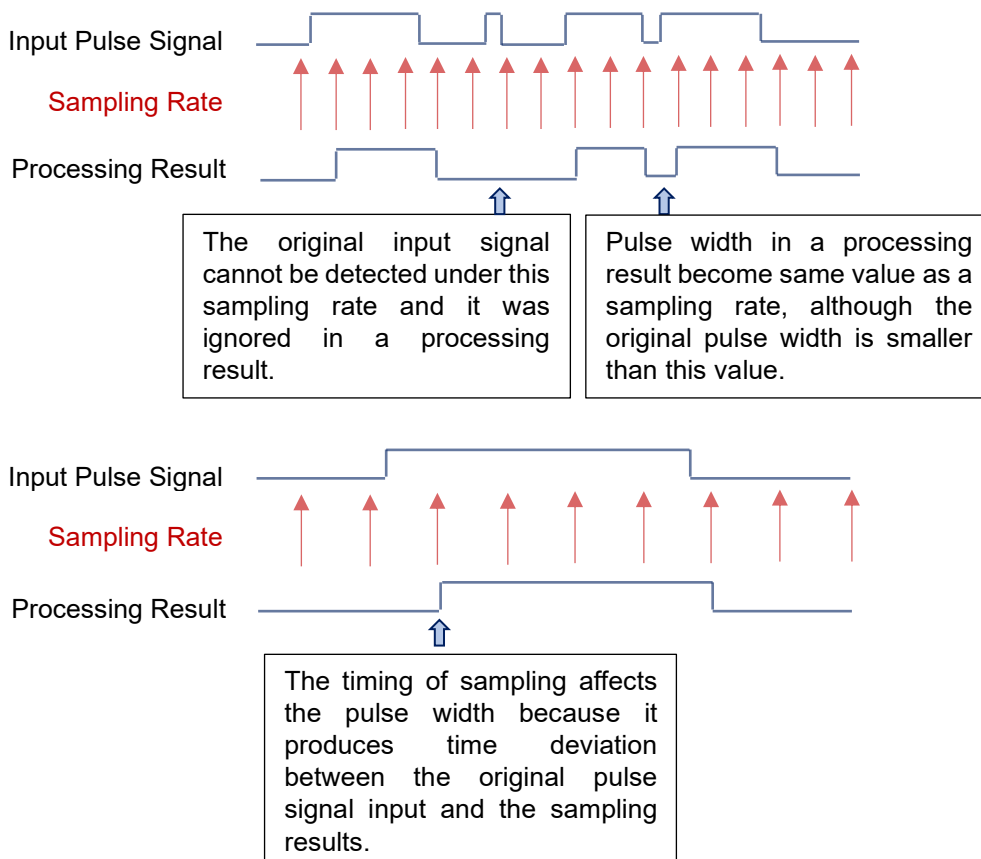 Input Pulse Signal
Sampling Rate
Processing Result
The original input signal
cannot be detected under this
sampling rate and it was
ignored in a processing
result.
Pulse width in a processing
result become same value as a
sampling rate, although the
original pulse width is smaller
than this value.
Input Pulse Signal
Sampling Rate
Processing Result
The timing of sampling affects
the pulse width because it
produces time deviation
between the original pulse
signal input and the sampling
results.